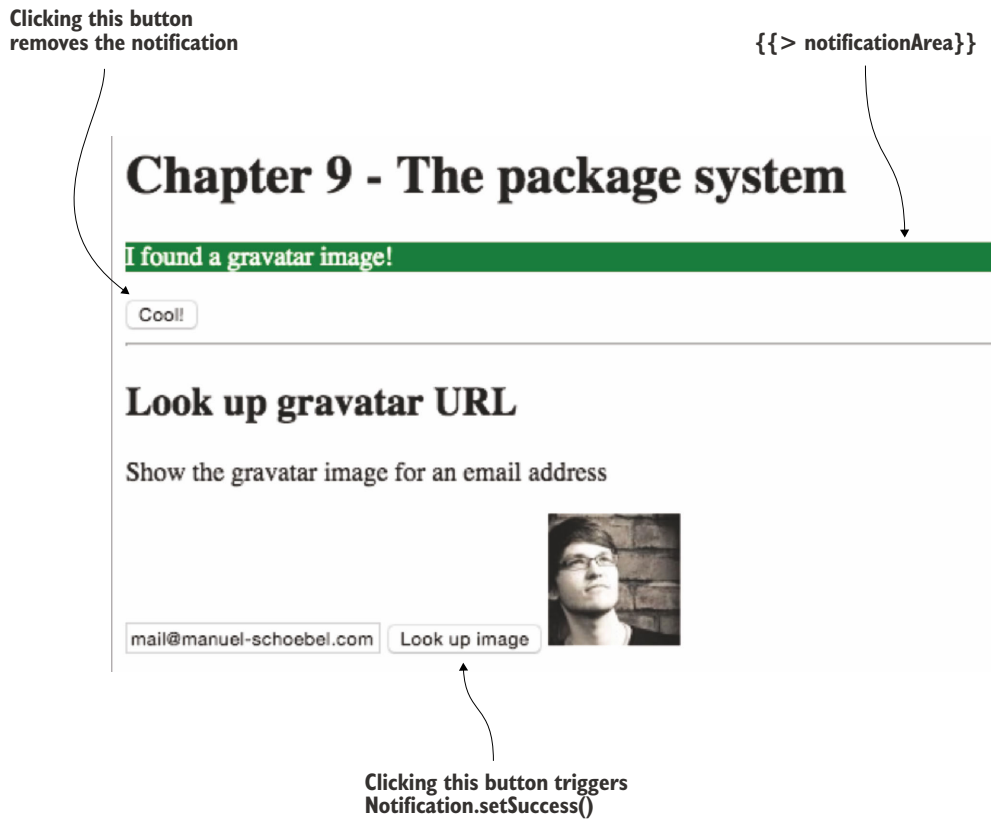 Clicking this button
removes the notification
{{> notificationArea}}
Chapter 9 - The package system
I found a gravatar image!
Cool!
Look up gravatar URL
Show the gravatar image for an email address
mail@manuel-schoebel.com Look up image
Clicking this button triggers
Notification.setSuccess()